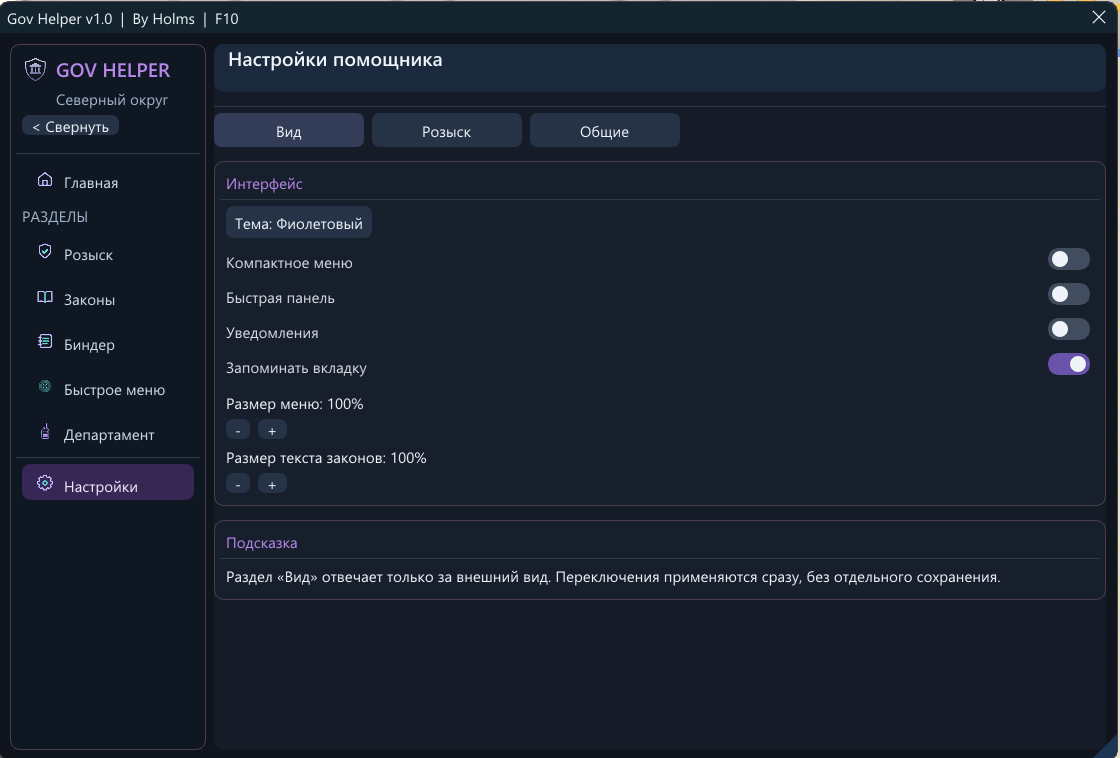 Gov Helper v1.0 | By Holms | F10
GOV HELPER
Северный округ
< Свернуть
Главная
РАЗДЕЛЫ
Розыск
Законы
Биндер
Быстрое меню
Департамент
Настройки
Настройки помощника
Вид
Розыск
Общие
Интерфейс
Тема: Фиолетовый
Компактное меню
Быстрая панель
Уведомления
Запоминать вкладку
Размер меню: 100%
- +
Размер текста законов: 100%
- +
Подсказка
Раздел «Вид» отвечает только за внешний вид. Переключения применяются сразу, без отдельного сохранения.